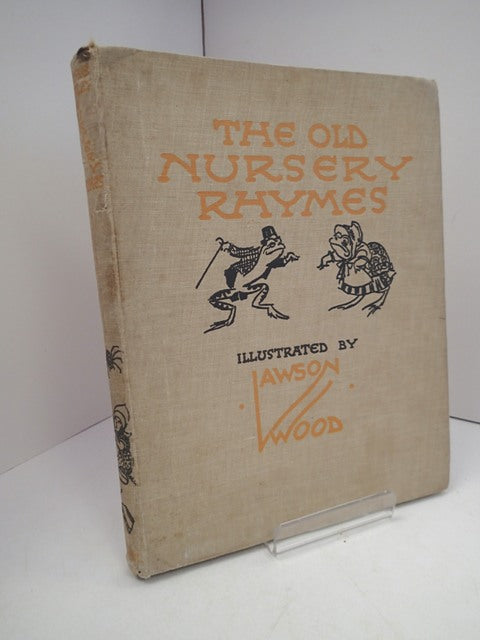 THE OLD
NURSERY
RHYMES
ILLUSTRATED BY
LAWSON
WOOD